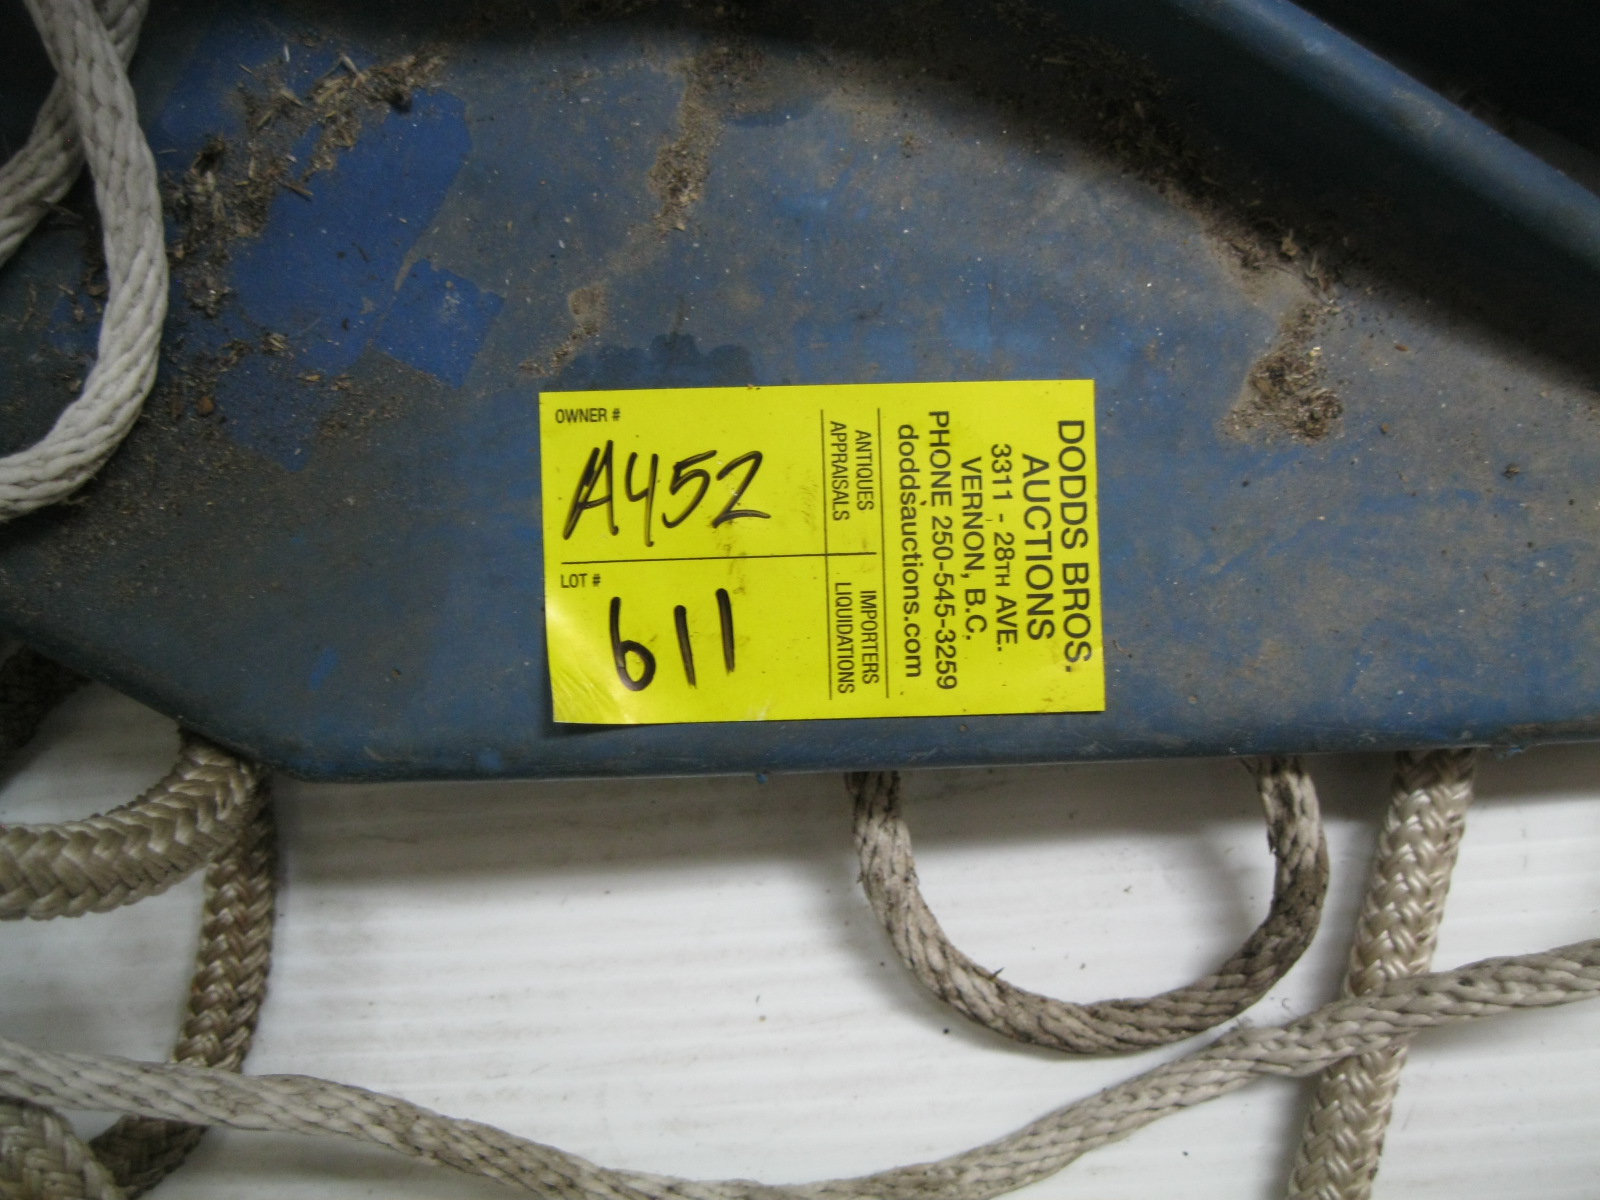 OWNER #
A452
LOT #
611
ANTIQUES
APPRAISALS
IMPORTERS
LIQUIDATIONS
DODDS BROS.
AUCTIONS
3311 - 28TH AVE.
VERNON, B.C.
PHONE 250-545-3259
doddsauctions.com